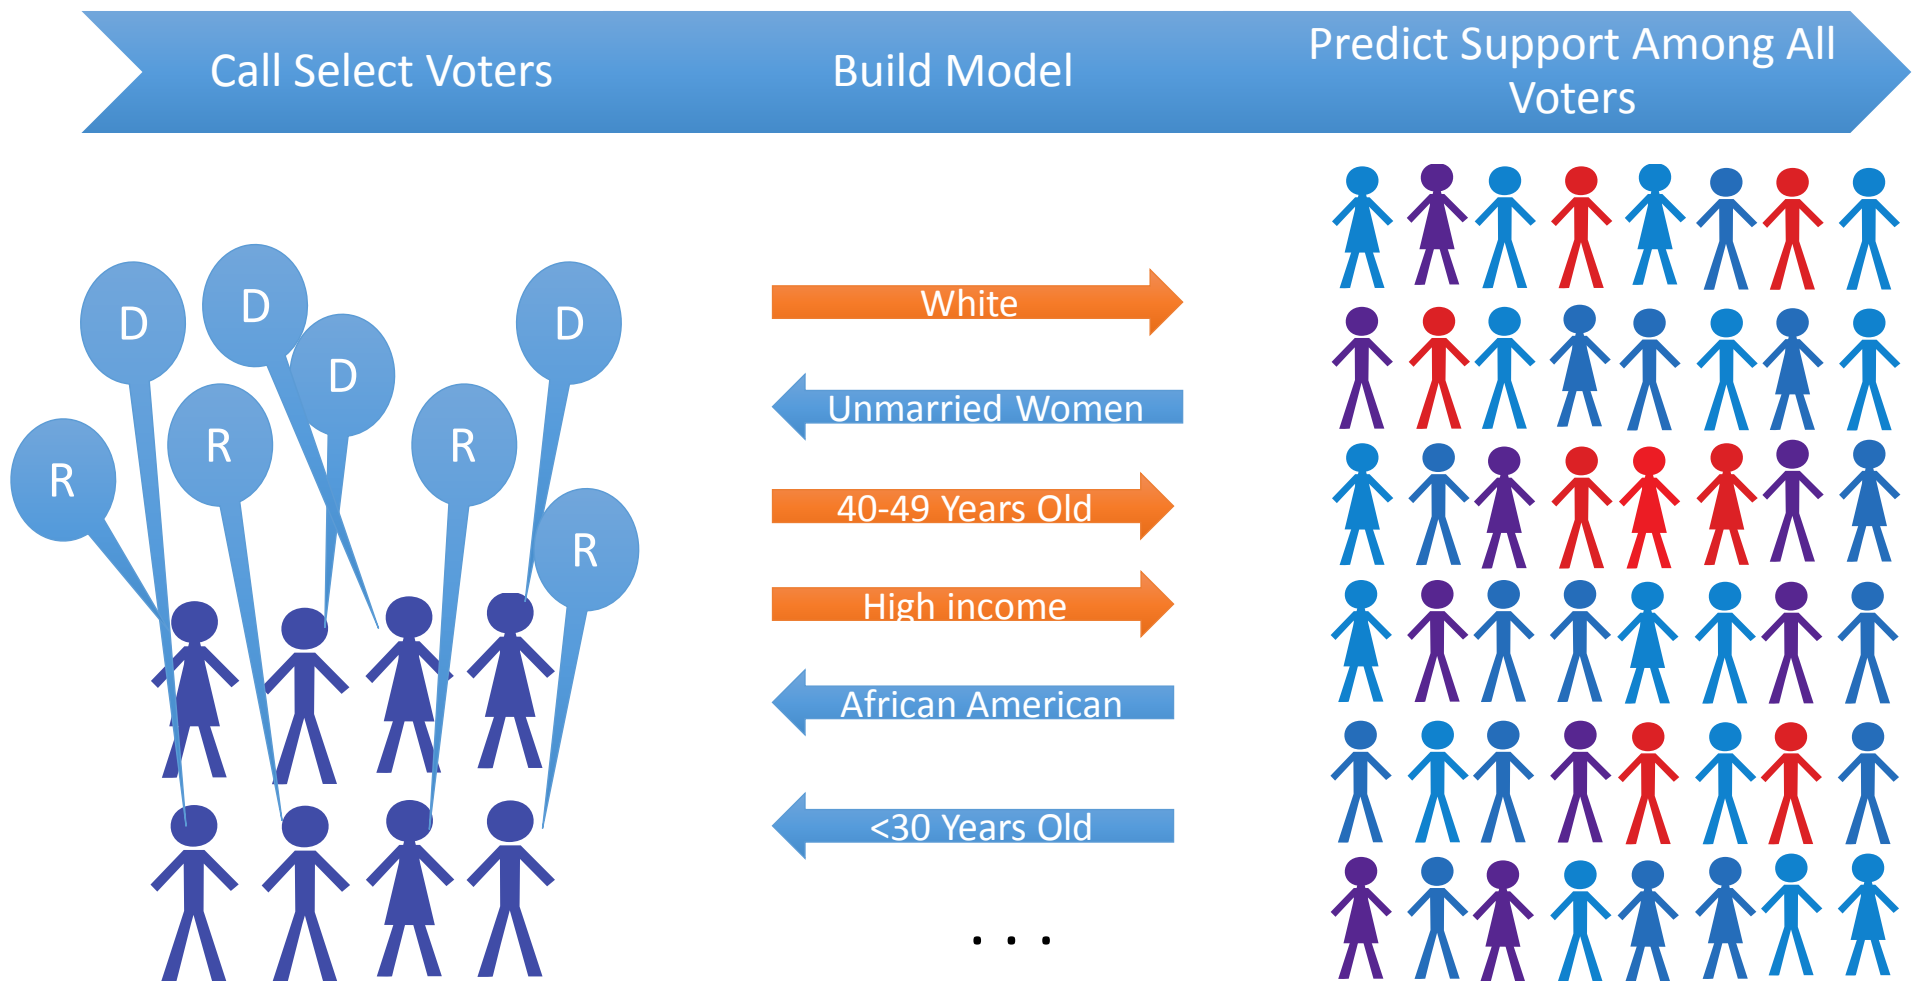 Call Select Voters
Build Model
Predict Support Among All
Voters
D
D
D
D
R
R
R
R
White
Unmarried Women
40-49 Years Old
High income
African American
<30 Years Old
. . .